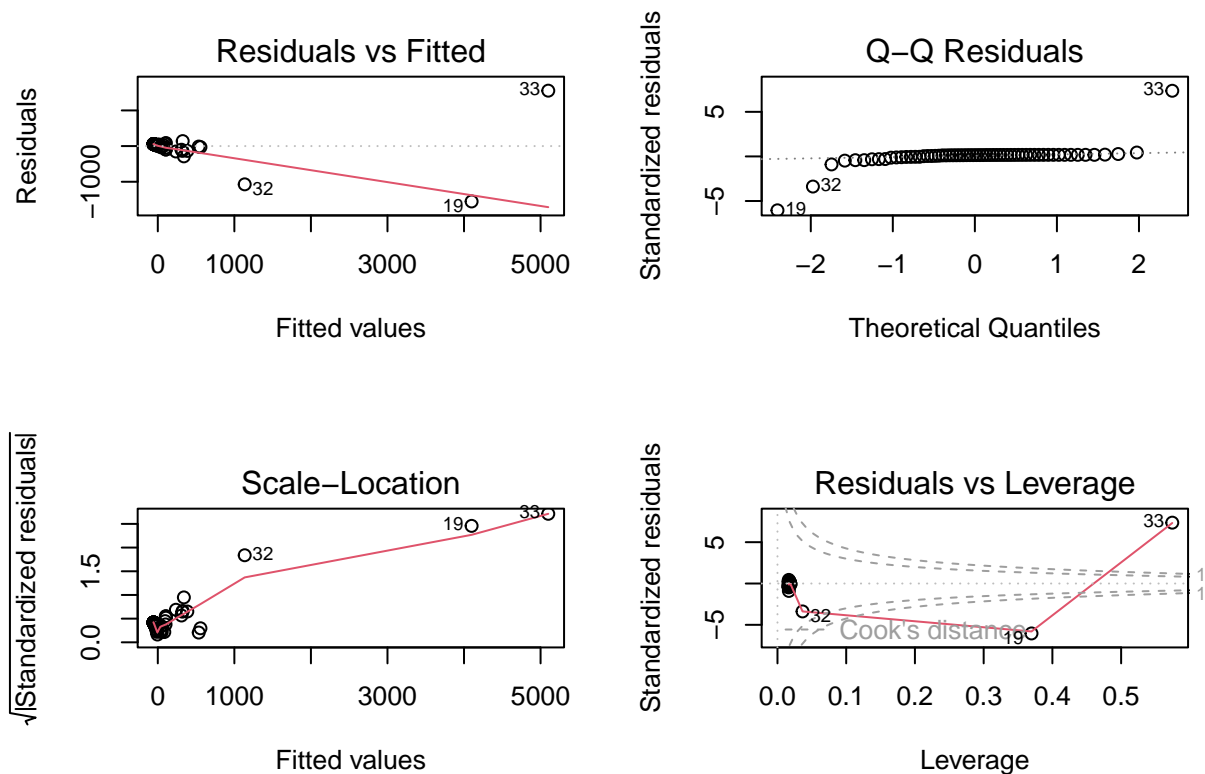 Residuals vs Fitted
Residuals
−1000
33
32
19
0 1000 3000 5000
Fitted values
Q−Q Residuals
Standardized residuals
−5 5
33
32
19
−2 −1 0 1 2
Theoretical Quantiles
Scale−Location
√|Standardized residuals|
0.0 1.5
19
33
32
0 1000 3000 5000
Fitted values
Residuals vs Leverage
Standardized residuals
−5 5
33
1
1
32
Cook's distance
19
0.0 0.1 0.2 0.3 0.4 0.5
Leverage